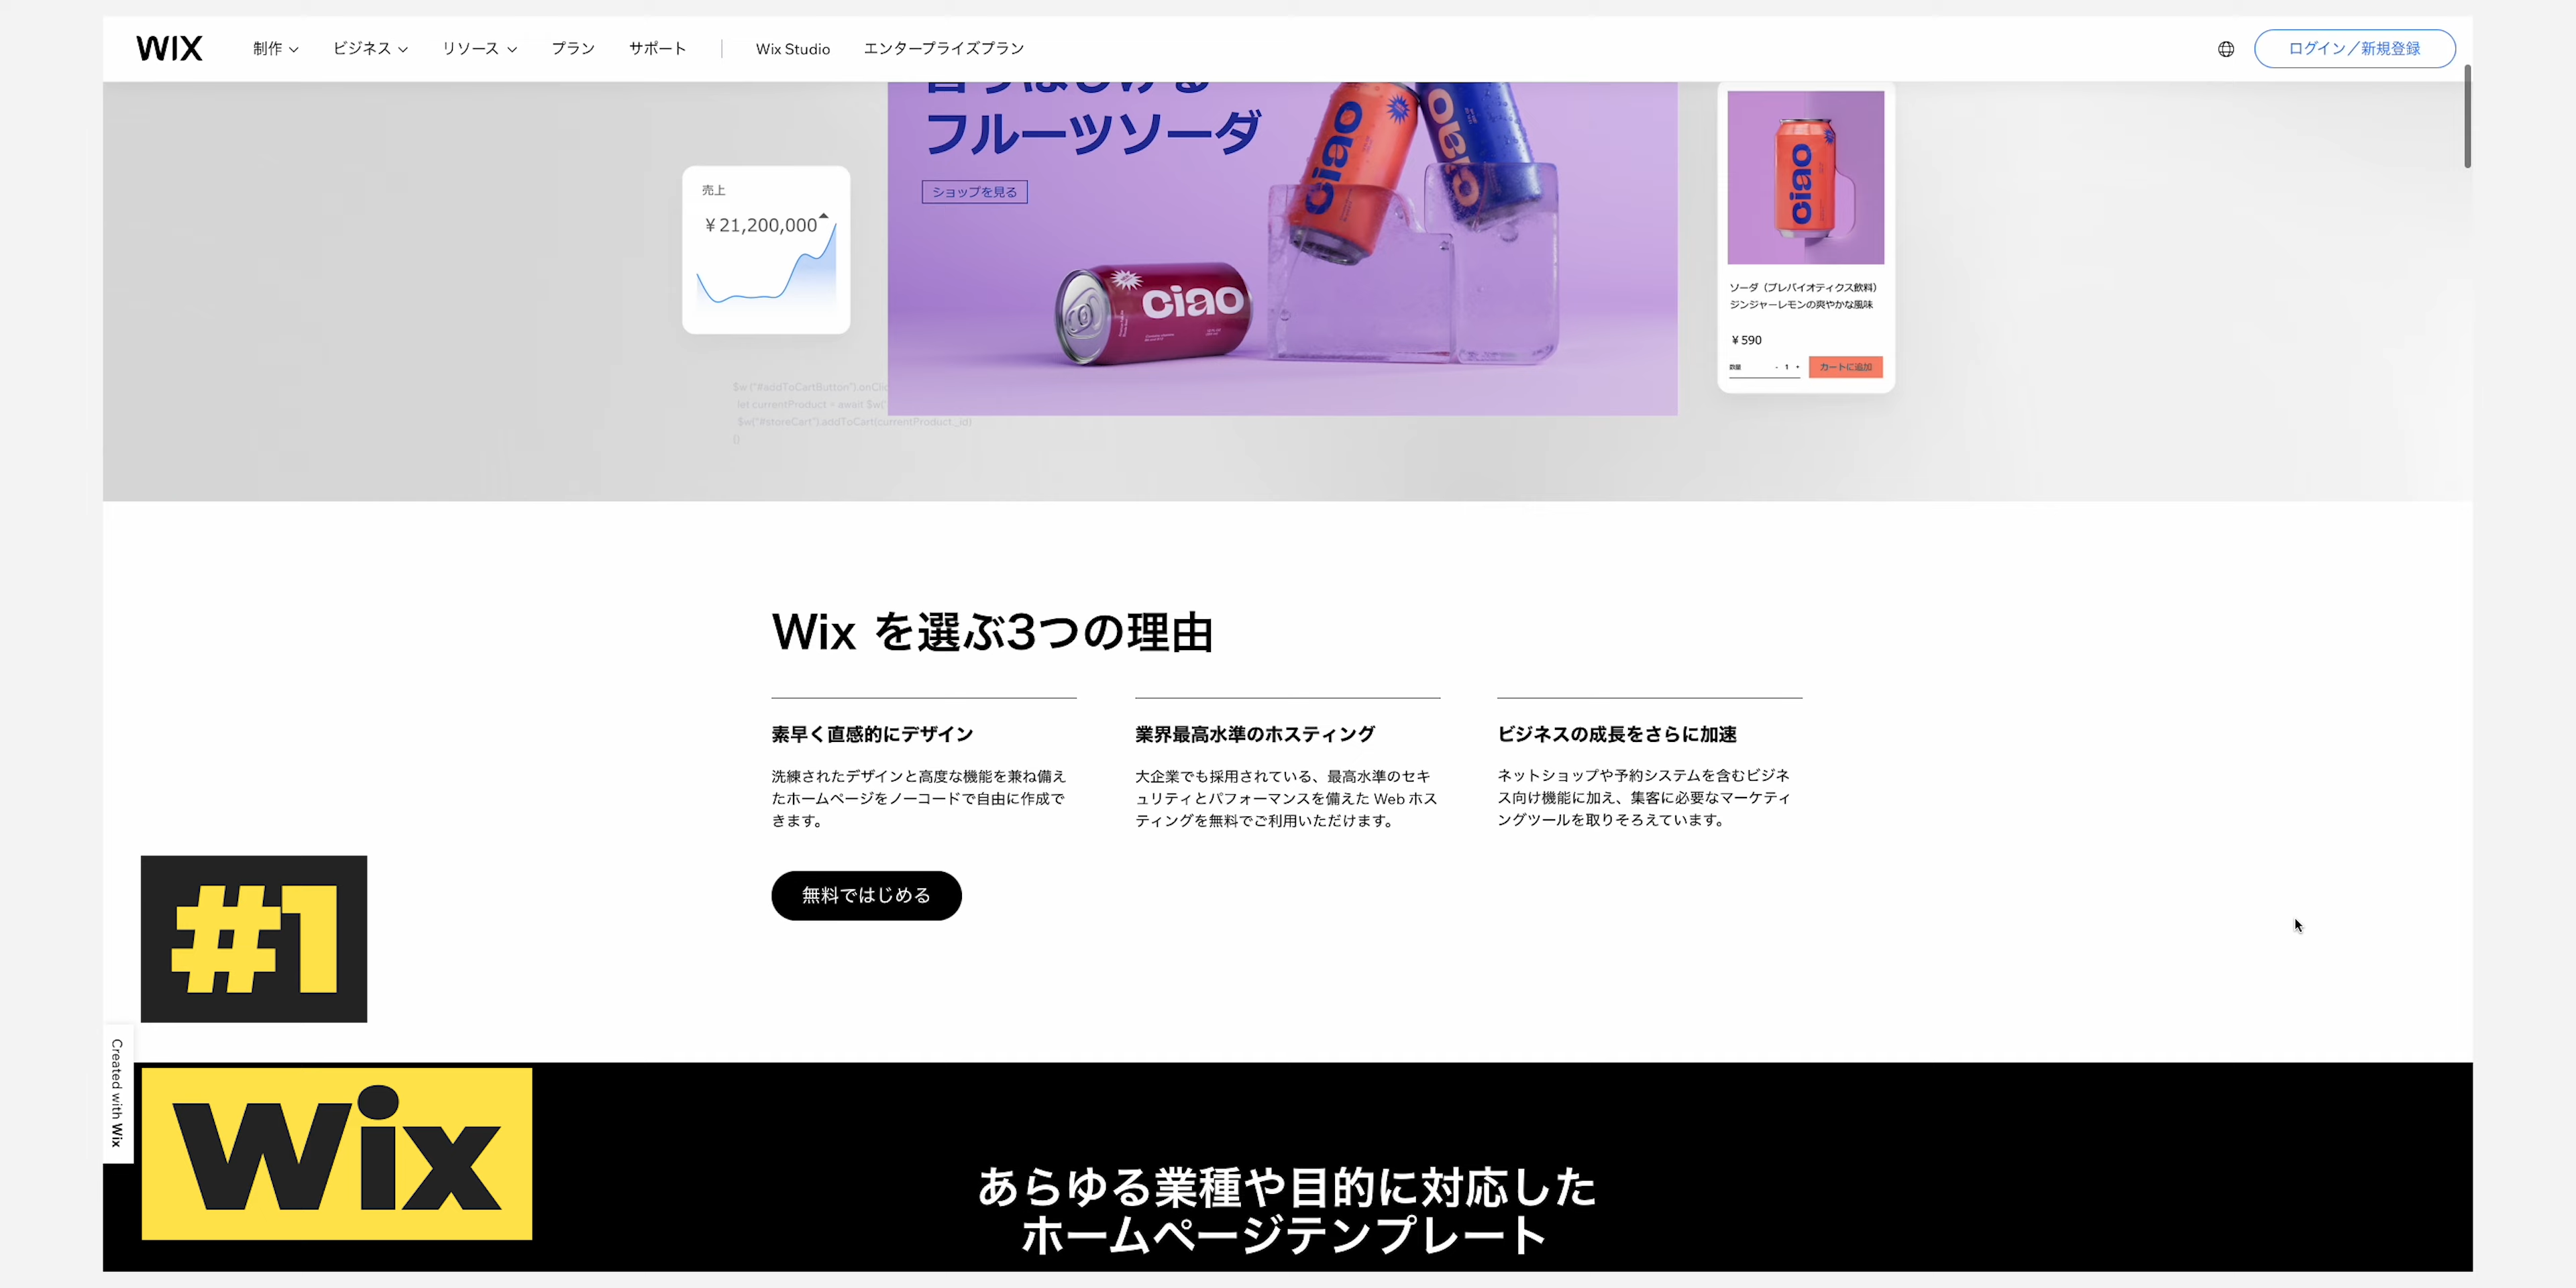 WIX 制作 ビジネス リソース プラン サポート Wix Studio エンタープライズプラン ログイン／新規登録
フルーツソーダ
ショップを見る
売上
¥21,200,000
ciao
ciao
ciao
ソーダ（プレバイオティクス飲料）
ジンジャーレモンの爽やかな風味
¥590
数量 - 1 + カートに追加
let currentProduct = await $w("
$w("#storeCart").addToCart(currentProduct._id)
Wix を選ぶ3つの理由
素早く直感的にデザイン
洗練されたデザインと高度な機能を兼ね備え
たホームページをノーコードで自由に作成で
きます。
業界最高水準のホスティング
大企業でも採用されている、最高水準のセキ
ュリティとパフォーマンスを備えた Web ホス
ティングを無料でご利用いただけます。
ビジネスの成長をさらに加速
ネットショップや予約システムを含むビジネ
ス向け機能に加え、集客に必要なマーケティ
ングツールを取りそろえています。
無料ではじめる
#1
Created with Wix
Wix
あらゆる業種や目的に対応した
ホームページテンプレート